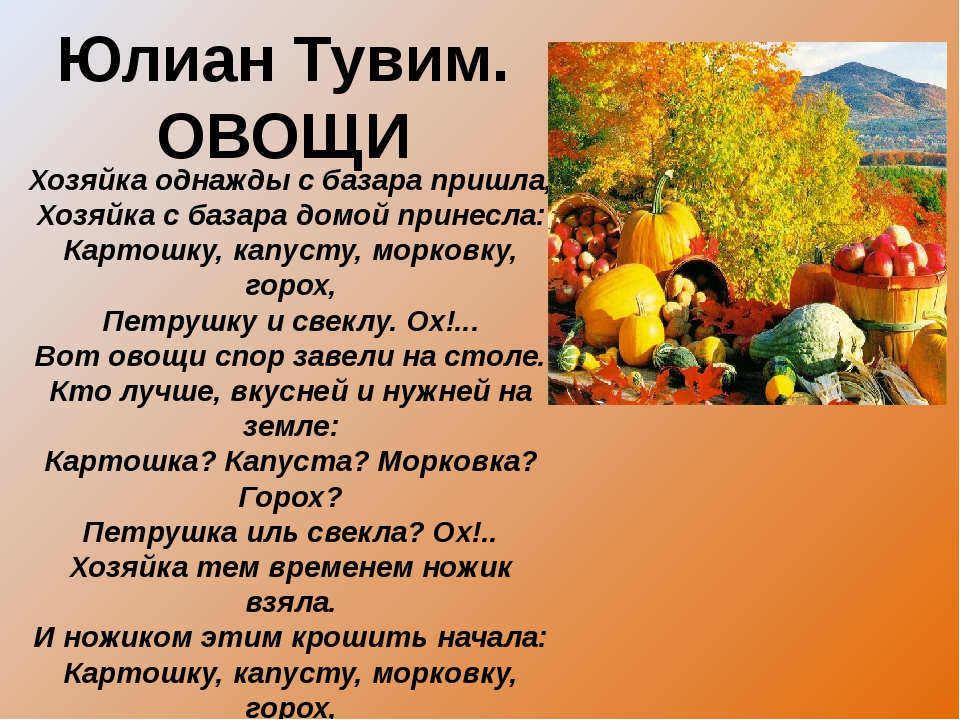 Юлиан Тувим.
ОВОЩИ
Хозяйка однажды с базара пришла,
Хозяйка с базара домой принесла:
Картошку, капусту, морковку,
горох,
Петрушку и свеклу. Ох!...
Вот овощи спор завели на столе.
Кто лучше, вкусней и нужней на
земле:
Картошка? Капуста? Морковка?
Горох?
Петрушка иль свекла? Ох!..
Хозяйка тем временем ножик
взяла.
И ножиком этим крошить начала:
Картошку, капусту, морковку,
горох,